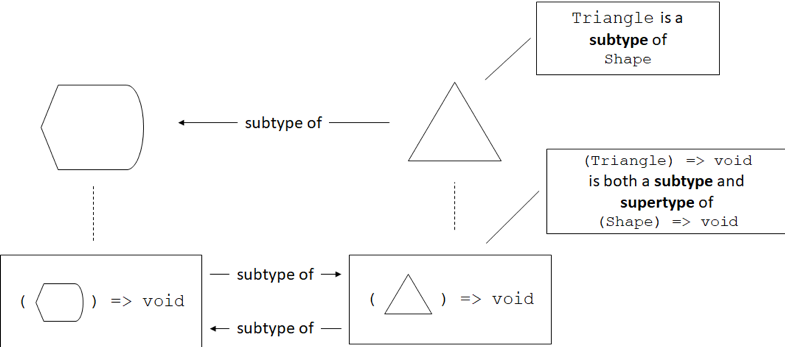 Triangle is a
subtype of
Shape
subtype of
(Triangle) => void
is both a subtype and
supertype of
(Shape) => void
subtype of
( ) => void
( ) => void
subtype of